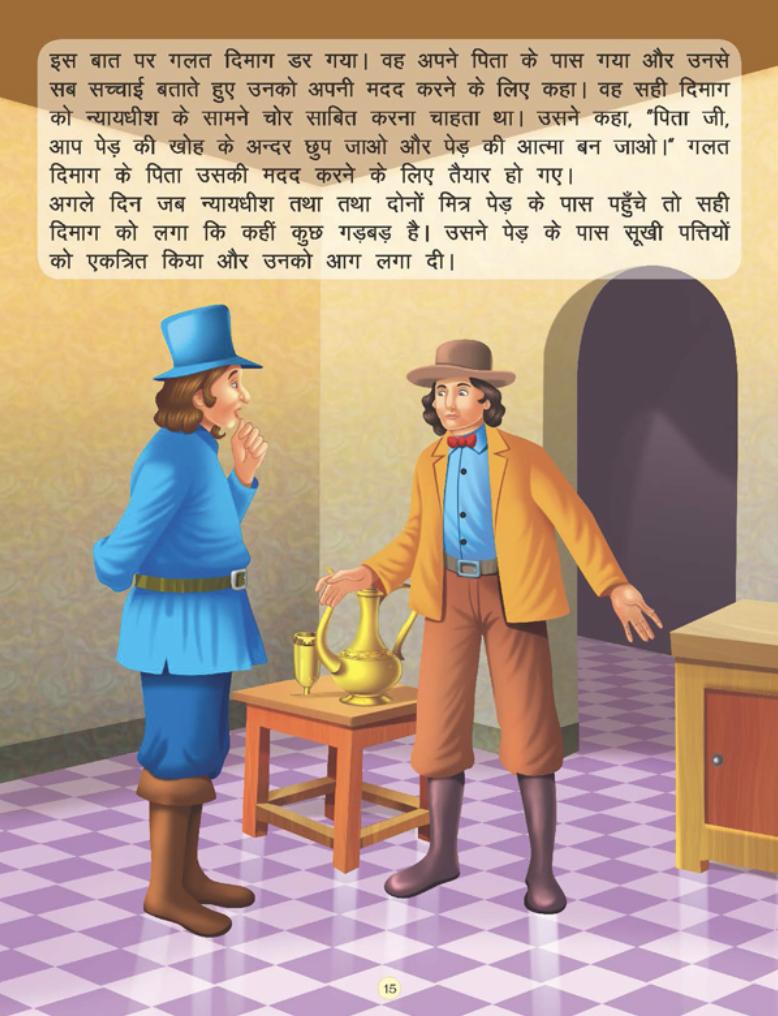 इस बात पर गलत दिमाग डर गया। वह अपने पिता के पास गया और उनसे
सब सच्चाई बताते हुए उनको अपनी मदद करने के लिए कहा। वह सही दिमाग
को न्यायधीश के सामने चोर साबित करना चाहता था। उसने कहा, "पिता जी,
आप पेड़ की खोह के अन्दर छुप जाओ और पेड़ की आत्मा बन जाओ।" गलत
दिमाग के पिता उसकी मदद करने के लिए तैयार हो गए।
अगले दिन जब न्यायधीश तथा तथा दोनों मित्र पेड़ के पास पहुँचे तो सही
दिमाग को लगा कि कहीं कुछ गड़बड़ है। उसने पेड़ के पास सूखी पत्तियों
को एकत्रित किया और उनको आग लगा दी।
15